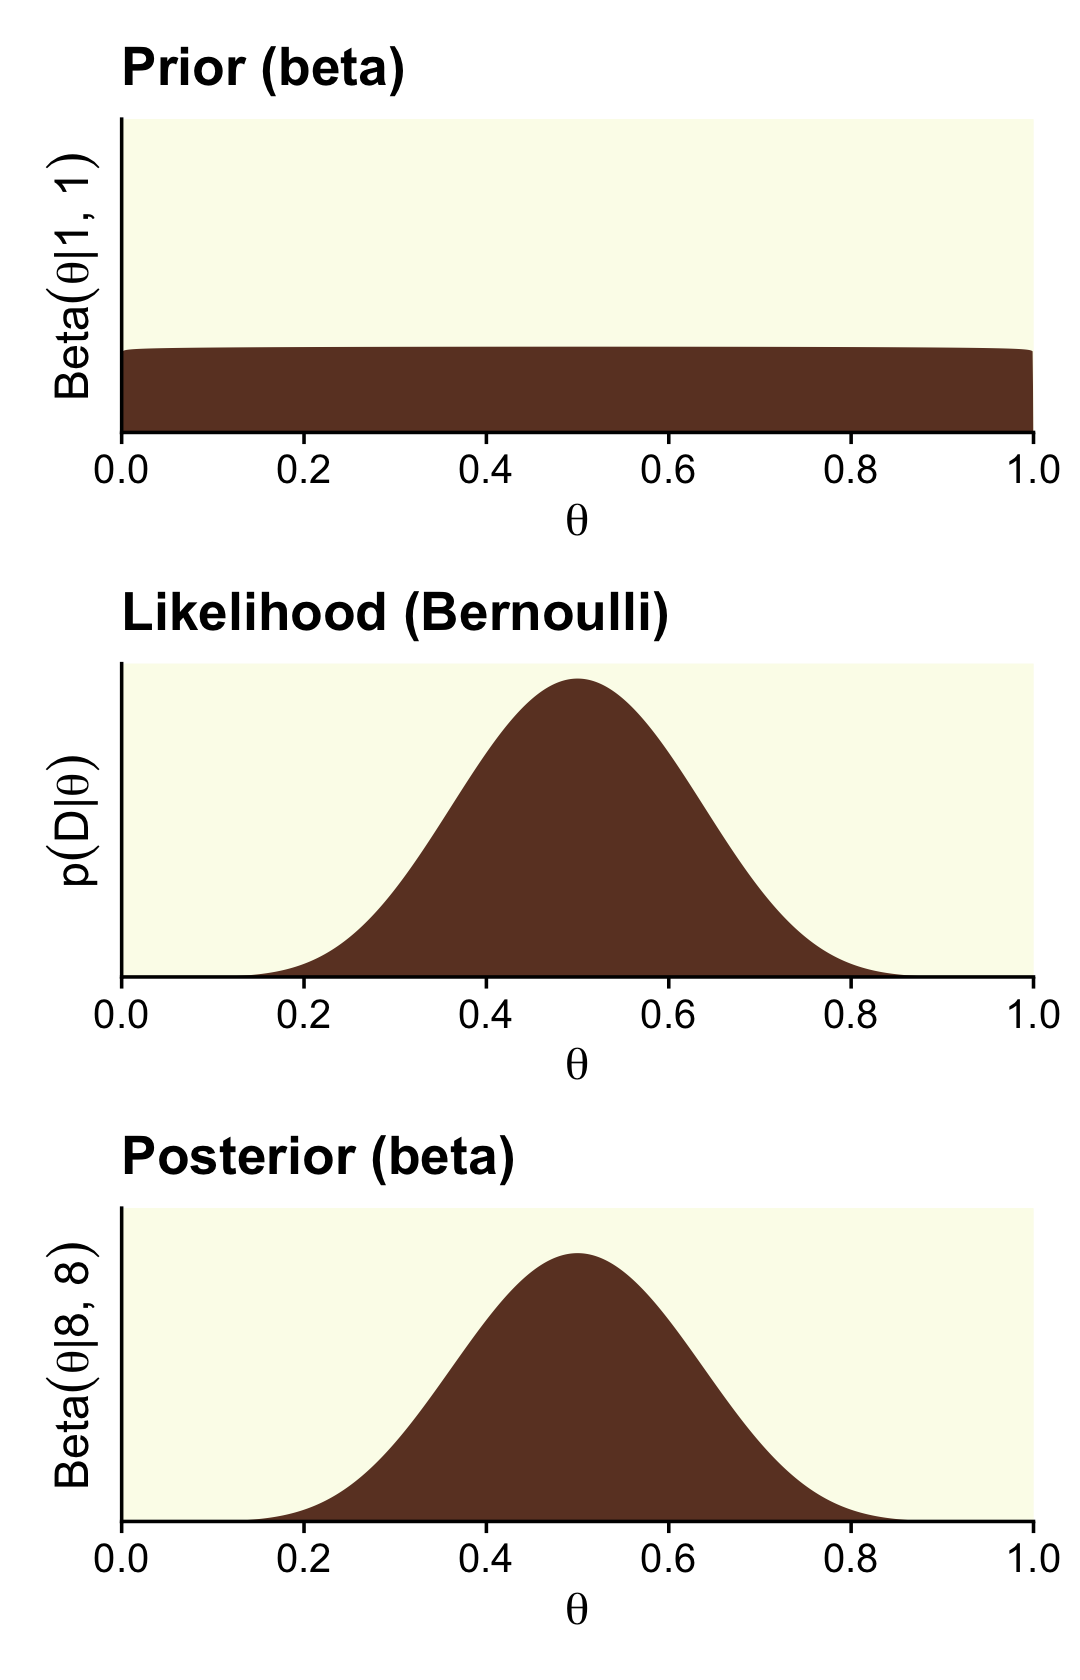 Prior (beta)
Beta(θ|1, 1)
0.0 0.2 0.4 0.6 0.8 1.0
θ
Likelihood (Bernoulli)
p(D|θ)
0.0 0.2 0.4 0.6 0.8 1.0
θ
Posterior (beta)
Beta(θ|8, 8)
0.0 0.2 0.4 0.6 0.8 1.0
θ